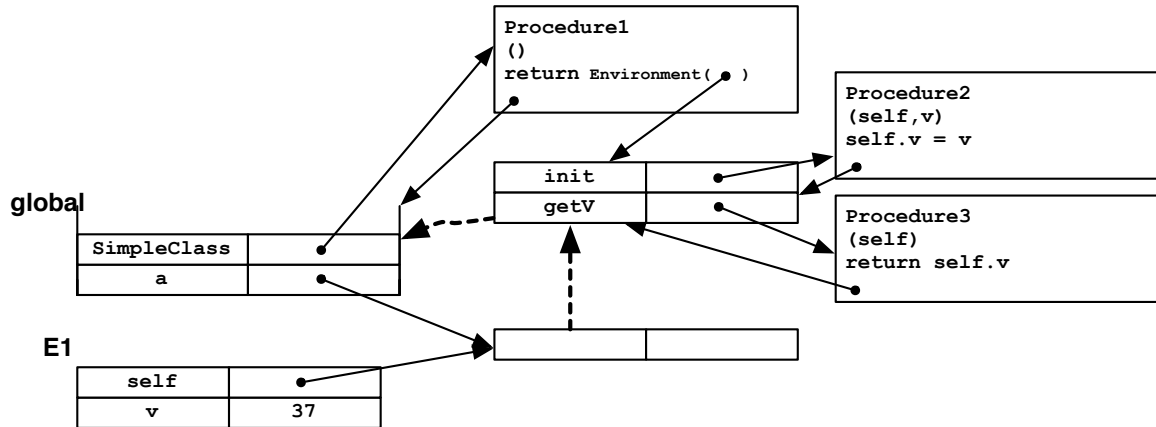 Procedure1
()
return Environment( )
Procedure2
(self,v)
self.v = v
init
getV
global
SimpleClass
a
Procedure3
(self)
return self.v
E1
self
v 37